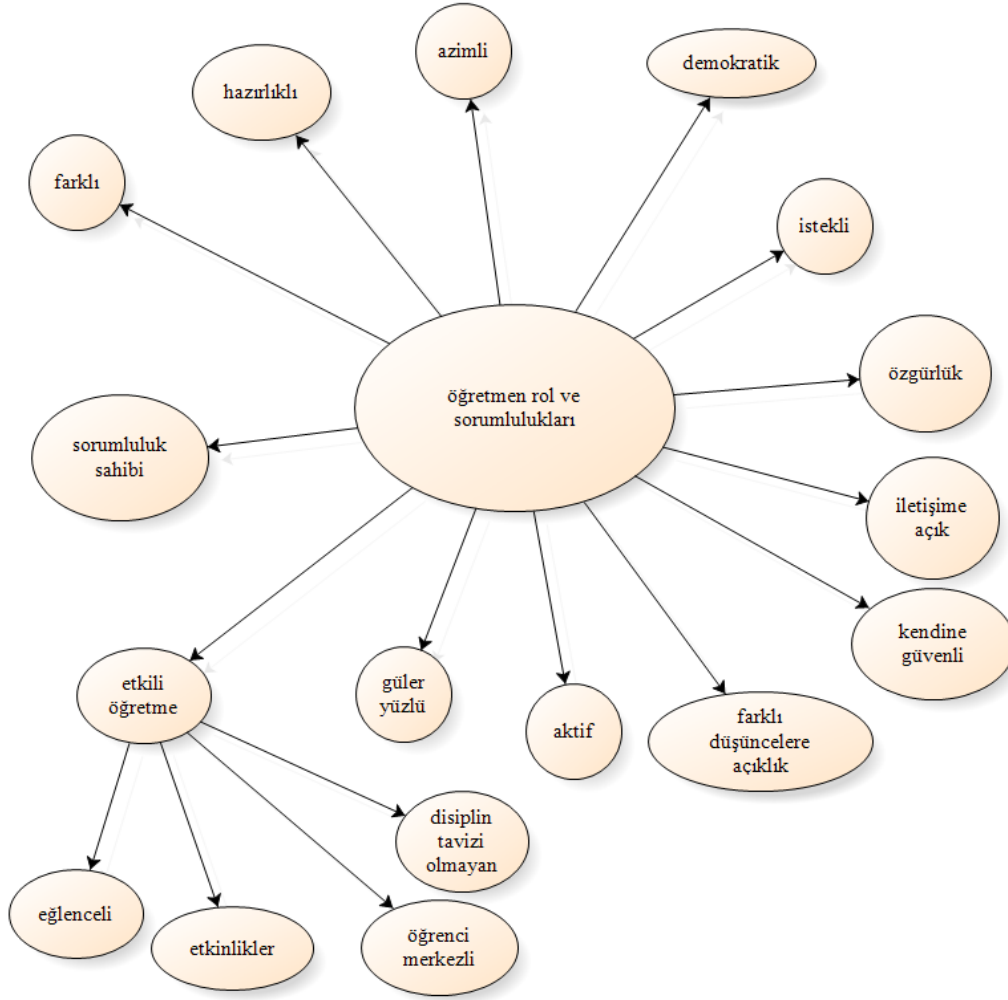 azimli
demokratik
hazırlıklı
farklı
istekli
özgürlük
öğretmen rol ve
sorumlulukları
sorumluluk
sahibi
iletişime
açık
kendine
güvenli
etkili
öğretme
güler
yüzlü
aktif
farklı
düşüncelere
açıklık
disiplin
tavizi
olmayan
eğlenceli
etkinlikler
öğrenci
merkezli